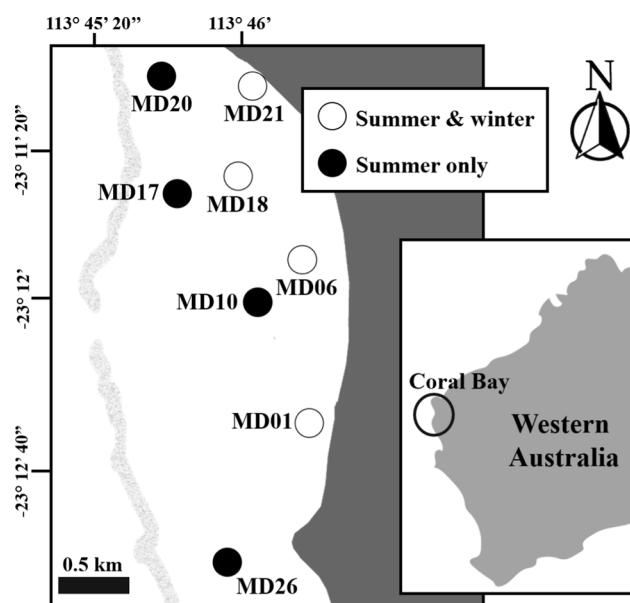 113° 45’ 20” 113° 46’
N
MD20
MD21
Summer & winter
Summer only
-23° 11’ 20”
MD17
MD18
MD06
MD10
-23° 12’
Coral Bay
MD01
Western
Australia
-23° 12’ 40”
0.5 km
MD26